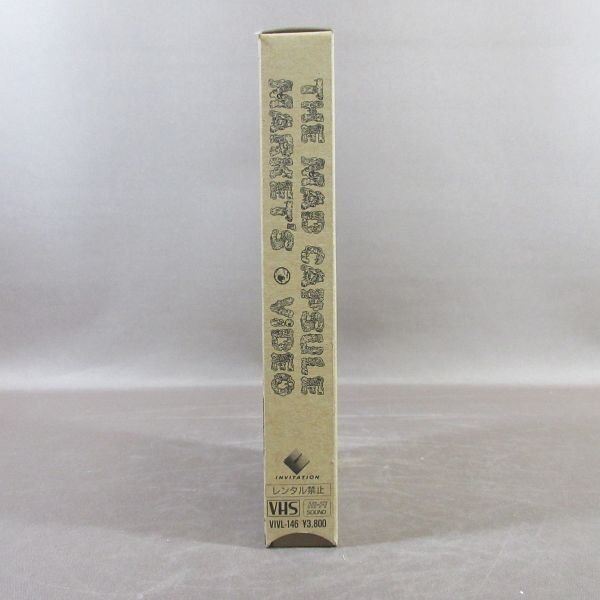 THE MAD CAPSULE
MARKET'S • VIDEO
INVITATION
レンタル禁止
VHS
Hi-Fi
SOUND
VIVL-146 ¥3,800